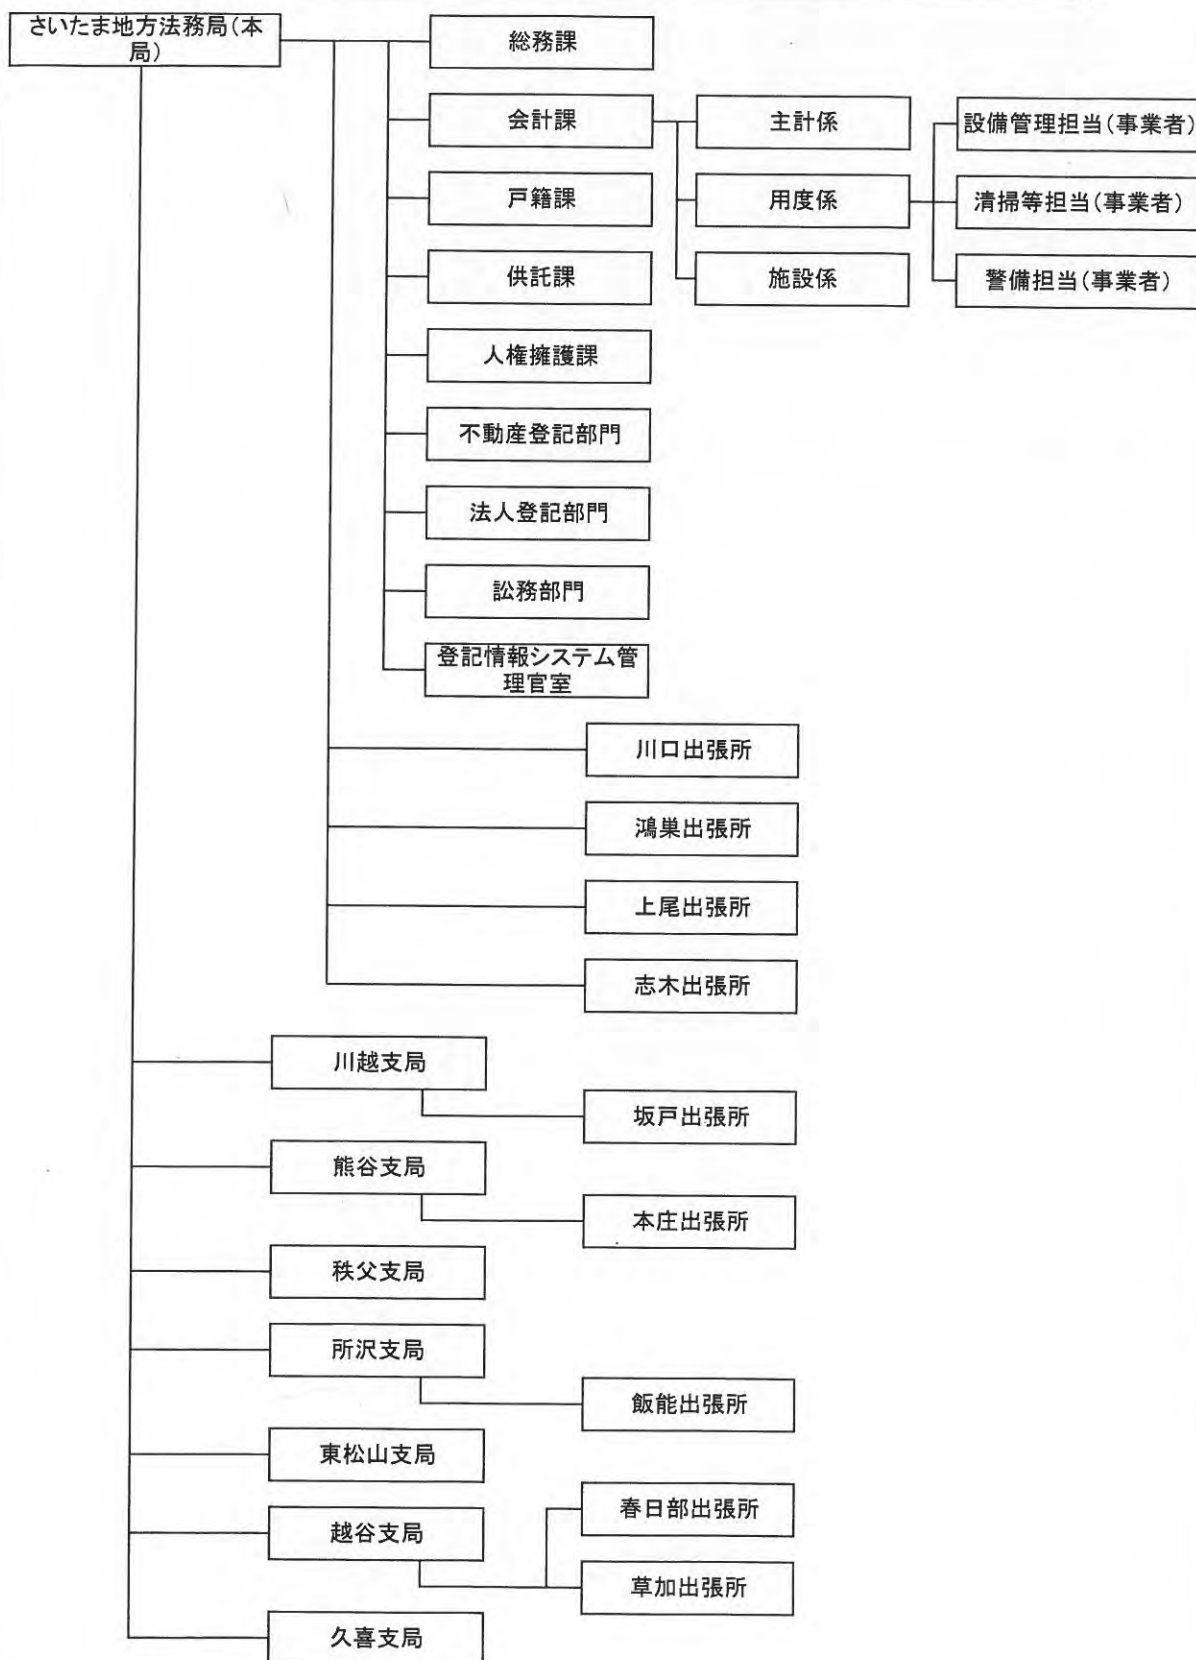 さいたま地方法務局(本
局)
総務課
会計課
主計係
設備管理担当(事業者)
戸籍課
用度係
清掃等担当(事業者)
供託課
施設係
警備担当(事業者)
人権擁護課
不動産登記部門
法人登記部門
訟務部門
登記情報システム管
理官室
川口出張所
鴻巣出張所
上尾出張所
志木出張所
川越支局
坂戸出張所
熊谷支局
本庄出張所
秩父支局
所沢支局
飯能出張所
東松山支局
春日部出張所
越谷支局
草加出張所
久喜支局